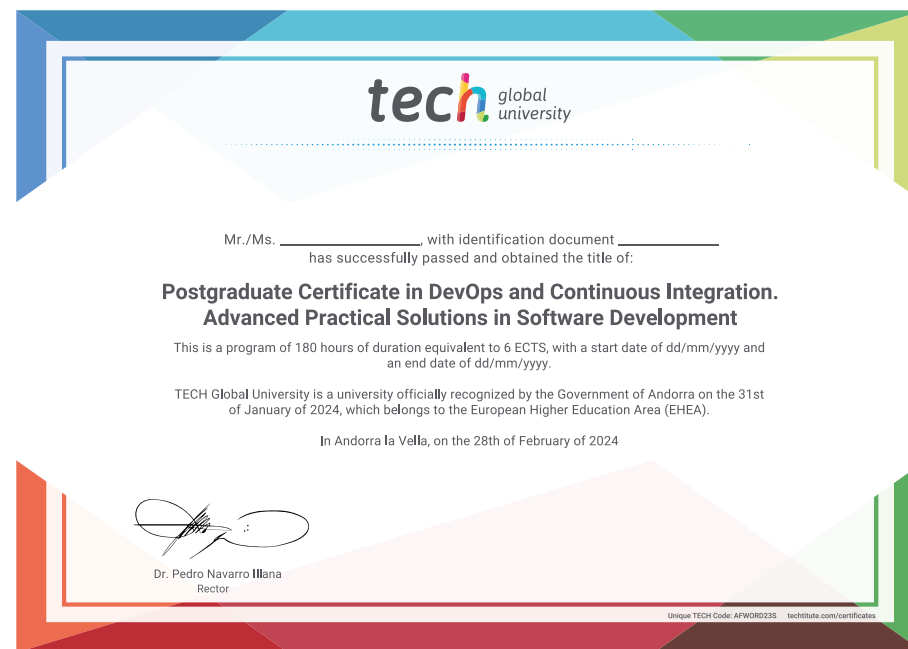 tech global
university
Mr./Ms. ____________________, with identification document ______________
has successfully passed and obtained the title of:
Postgraduate Certificate in DevOps and Continuous Integration.
Advanced Practical Solutions in Software Development
This is a program of 180 hours of duration equivalent to 6 ECTS, with a start date of dd/mm/yyyy and
an end date of dd/mm/yyyy.
TECH Global University is a university officially recognized by the Government of Andorra on the 31st
of January of 2024, which belongs to the European Higher Education Area (EHEA).
In Andorra la Vella, on the 28th of February of 2024
Dr. Pedro Navarro Illana
Rector
Unique TECH Code: AFWORD23S techtitute.com/certificates